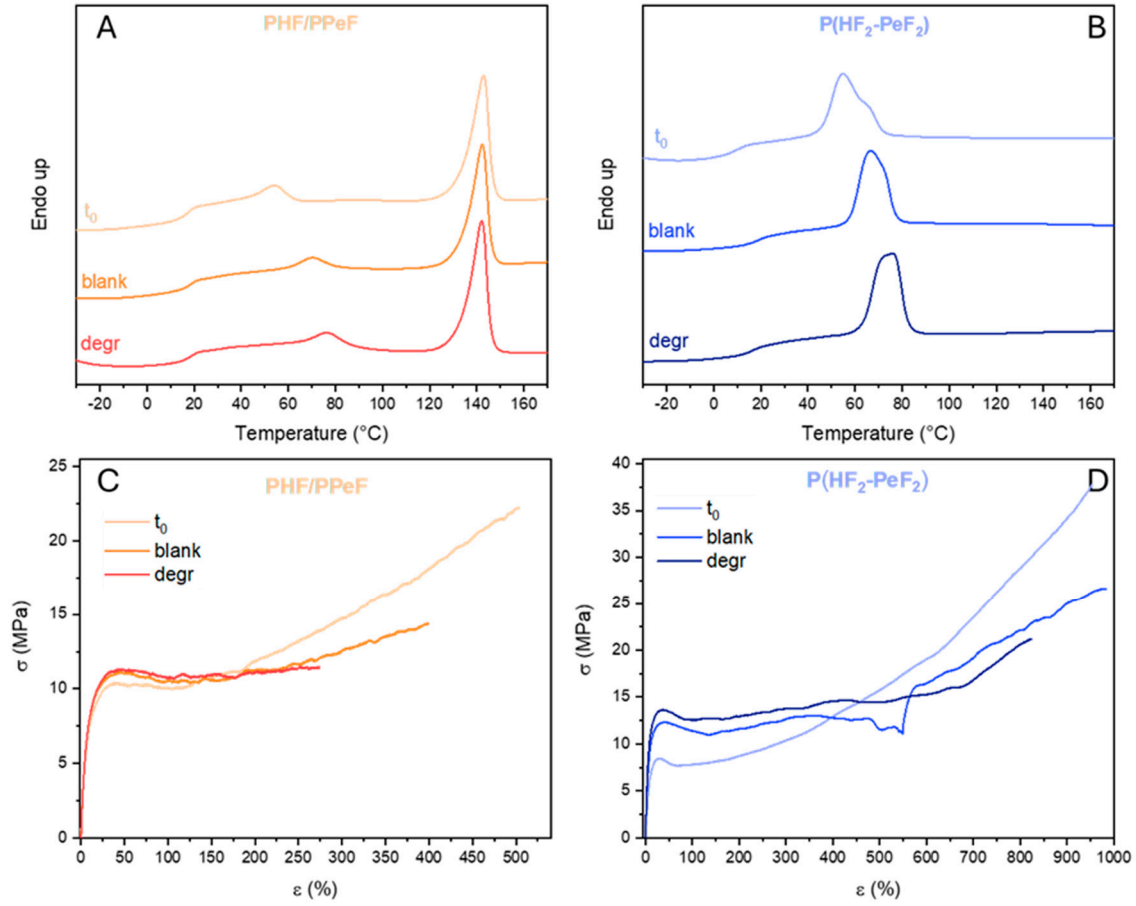 A
PHF/PPeF
Endo up
t₀
blank
degr
-20 0 20 40 60 80 100 120 140 160
Temperature (°C)
B
P(HF₂-PeF₂)
Endo up
t₀
blank
degr
-20 0 20 40 60 80 100 120 140 160
Temperature (°C)
C
PHF/PPeF
t₀
blank
degr
σ (MPa)
25
20
15
10
5
0
0 50 100 150 200 250 300 350 400 450 500
ε (%)
D
P(HF₂-PeF₂)
t₀
blank
degr
σ (MPa)
40
35
30
25
20
15
10
5
0
0 100 200 300 400 500 600 700 800 900 1000
ε (%)